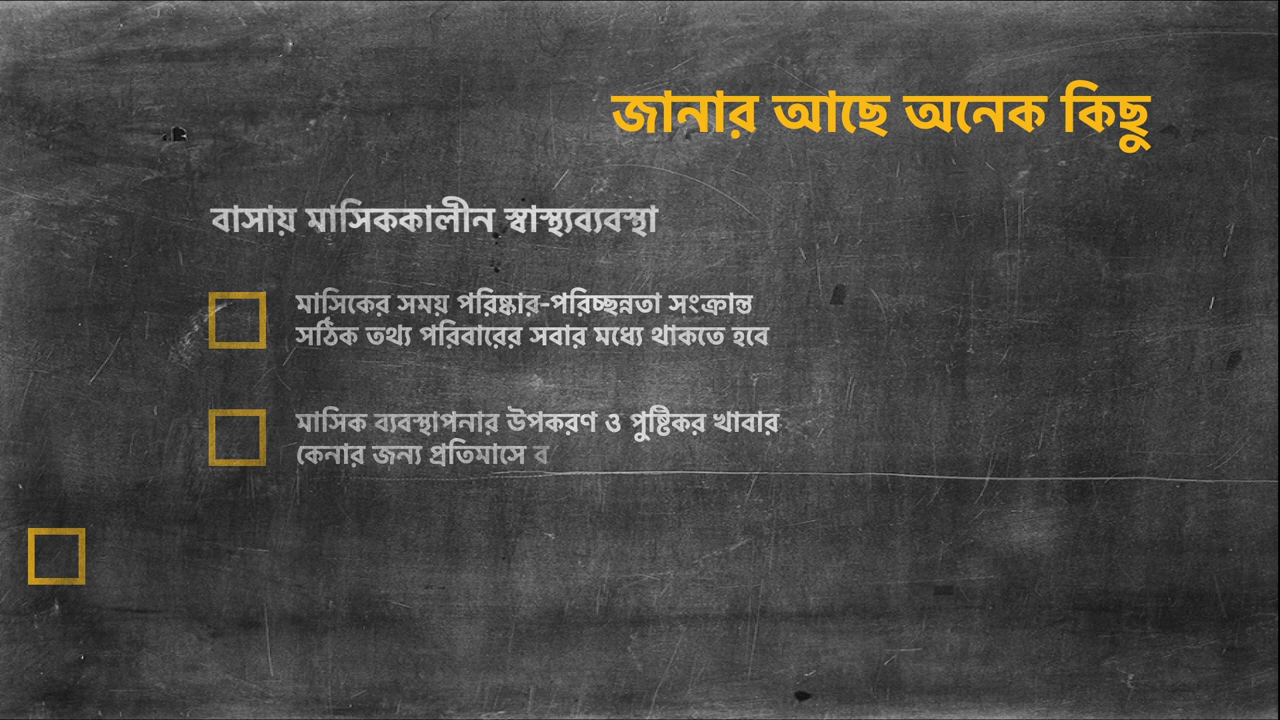 জানার আছে অনেক কিছু
বাসায় মাসিককালীন স্বাস্থ্যব্যবস্থা
মাসিকের সময় পরিষ্কার-পরিচ্ছন্নতা সংক্রান্ত
সঠিক তথ্য পরিবারের সবার মধ্যে থাকতে হবে
মাসিক ব্যবস্থাপনার উপকরণ ও পুষ্টিকর খাবার
কেনার জন্য প্রতিমাসে ব